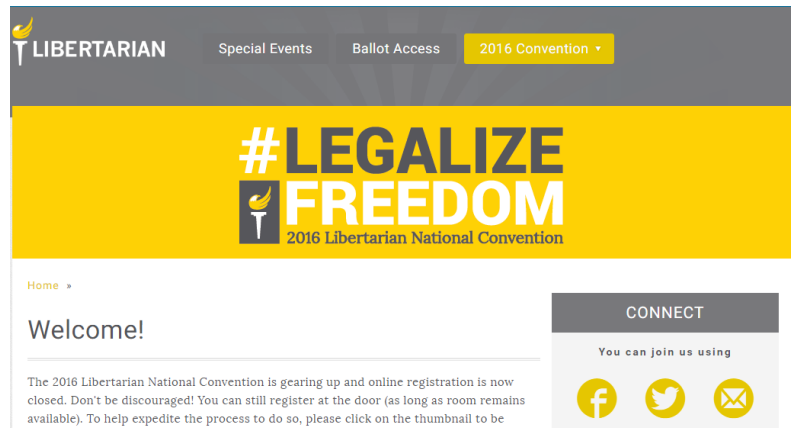 LIBERTARIAN
Special Events
Ballot Access
2016 Convention
#LEGALIZE
FREEDOM
2016 Libertarian National Convention
Home »
Welcome!
The 2016 Libertarian National Convention is gearing up and online registration is now
closed. Don't be discouraged! You can still register at the door (as long as room remains
available). To help expedite the process to do so, please click on the thumbnail to be
CONNECT
You can join us using